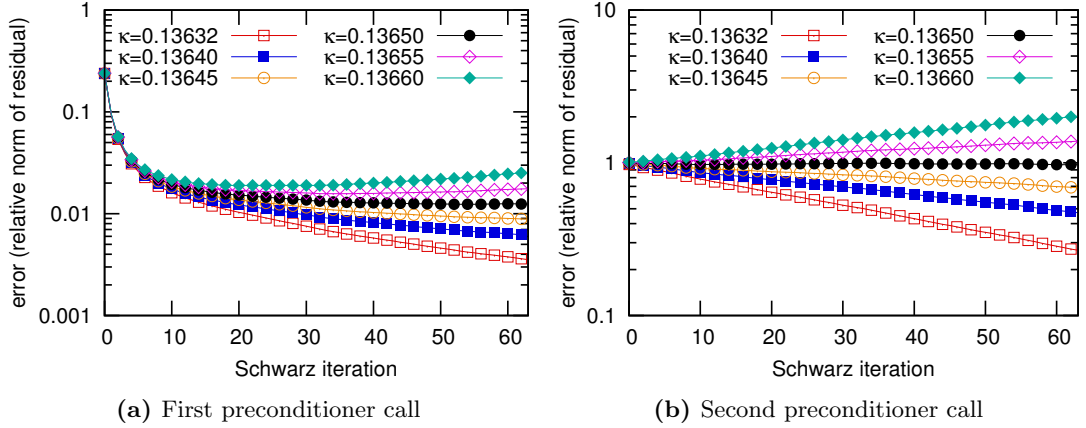 1
0.1
0.01
0.001
error (relative norm of residual)
κ=0.13632
κ=0.13640
κ=0.13645
κ=0.13650
κ=0.13655
κ=0.13660
0 10 20 30 40 50 60
Schwarz iteration
(a) First preconditioner call
10
1
0.1
error (relative norm of residual)
κ=0.13632
κ=0.13640
κ=0.13645
κ=0.13650
κ=0.13655
κ=0.13660
0 10 20 30 40 50 60
Schwarz iteration
(b) Second preconditioner call